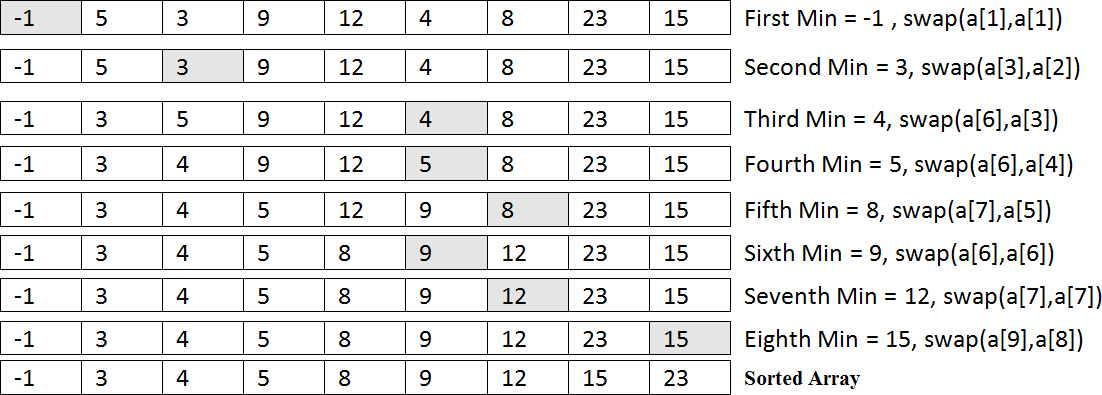 -1 5 3 9 12 4 8 23 15 First Min = -1 , swap(a[1],a[1])
-1 5 3 9 12 4 8 23 15 Second Min = 3, swap(a[3],a[2])
-1 3 5 9 12 4 8 23 15 Third Min = 4, swap(a[6],a[3])
-1 3 4 9 12 5 8 23 15 Fourth Min = 5, swap(a[6],a[4])
-1 3 4 5 12 9 8 23 15 Fifth Min = 8, swap(a[7],a[5])
-1 3 4 5 8 9 12 23 15 Sixth Min = 9, swap(a[6],a[6])
-1 3 4 5 8 9 12 23 15 Seventh Min = 12, swap(a[7],a[7])
-1 3 4 5 8 9 12 23 15 Eighth Min = 15, swap(a[9],a[8])
-1 3 4 5 8 9 12 15 23 Sorted Array